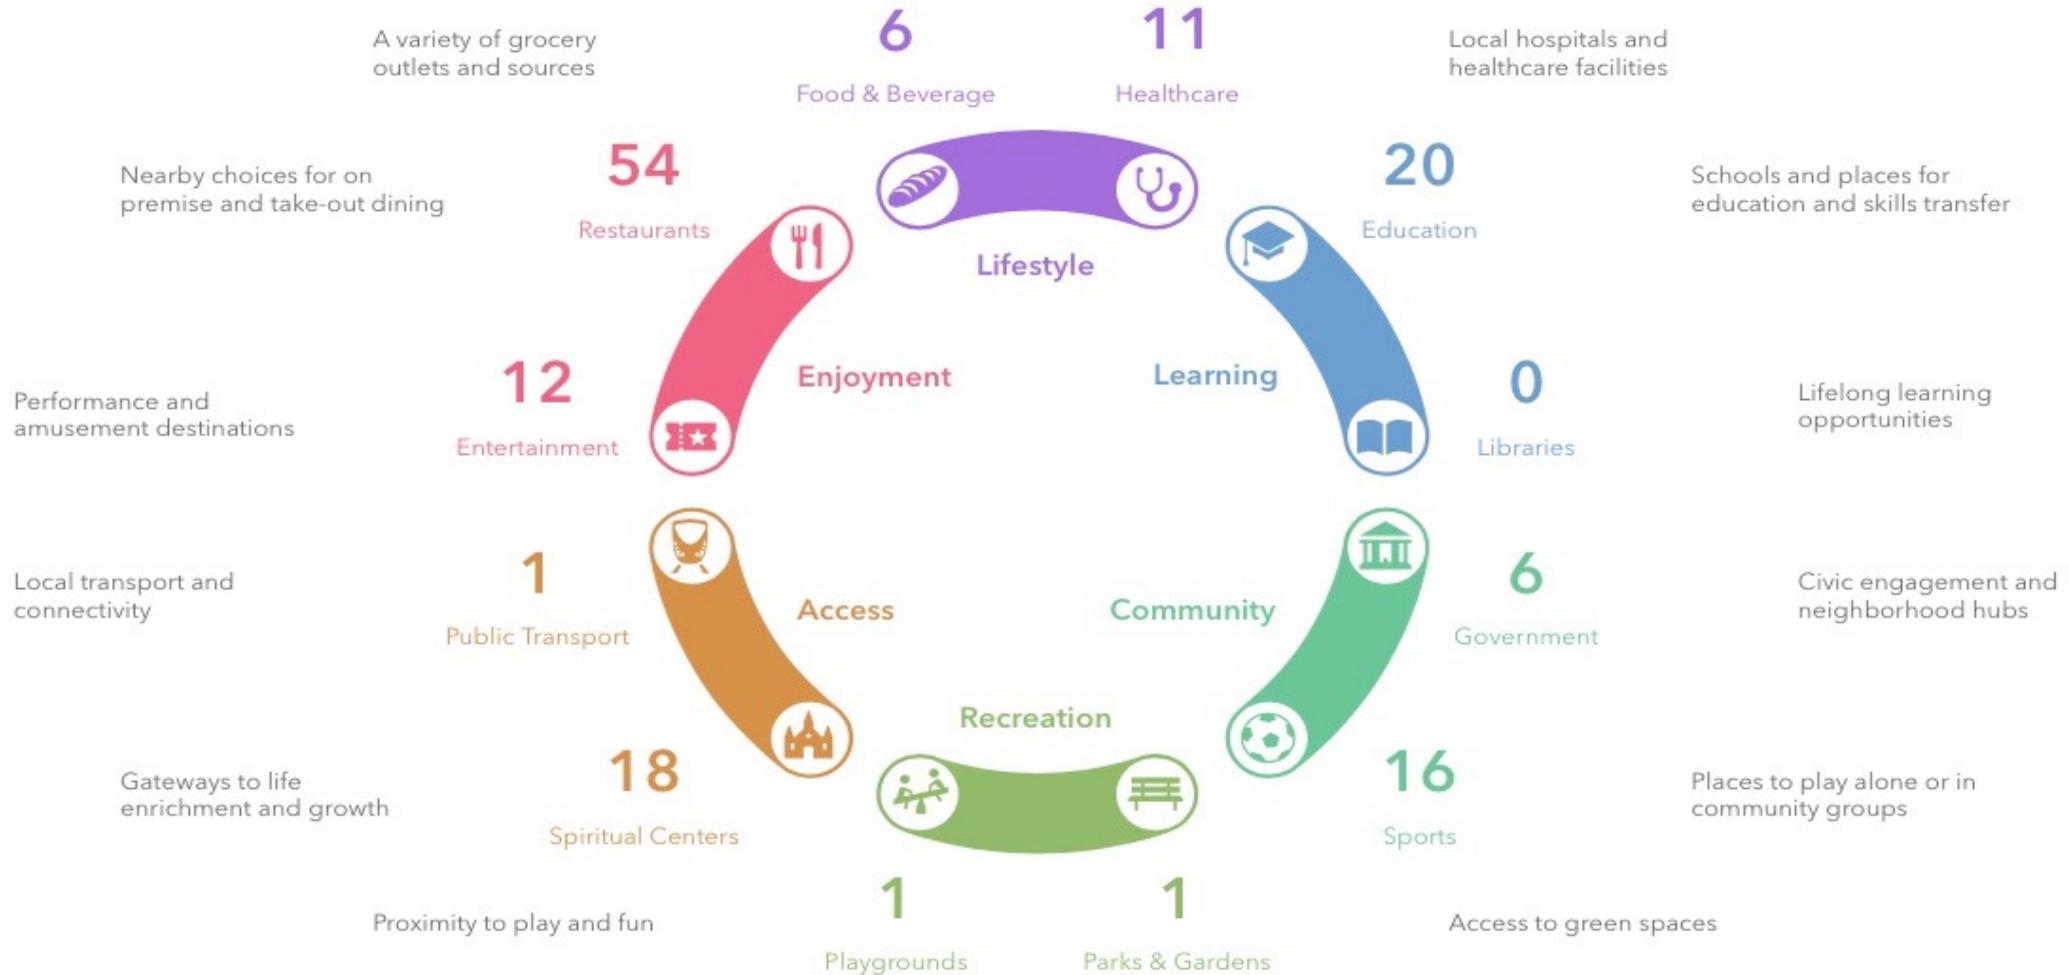 A variety of grocery
outlets and sources
6
Food & Beverage
11
Healthcare
Local hospitals and
healthcare facilities
Nearby choices for on
premise and take-out dining
54
Restaurants
20
Education
Schools and places for
education and skills transfer
Lifestyle
Performance and
amusement destinations
12
Entertainment
Enjoyment
Learning
0
Libraries
Lifelong learning
opportunities
Local transport and
connectivity
1
Public Transport
Access
Community
6
Government
Civic engagement and
neighborhood hubs
Recreation
Gateways to life
enrichment and growth
18
Spiritual Centers
16
Sports
Places to play alone or in
community groups
Proximity to play and fun
1
Playgrounds
1
Parks & Gardens
Access to green spaces